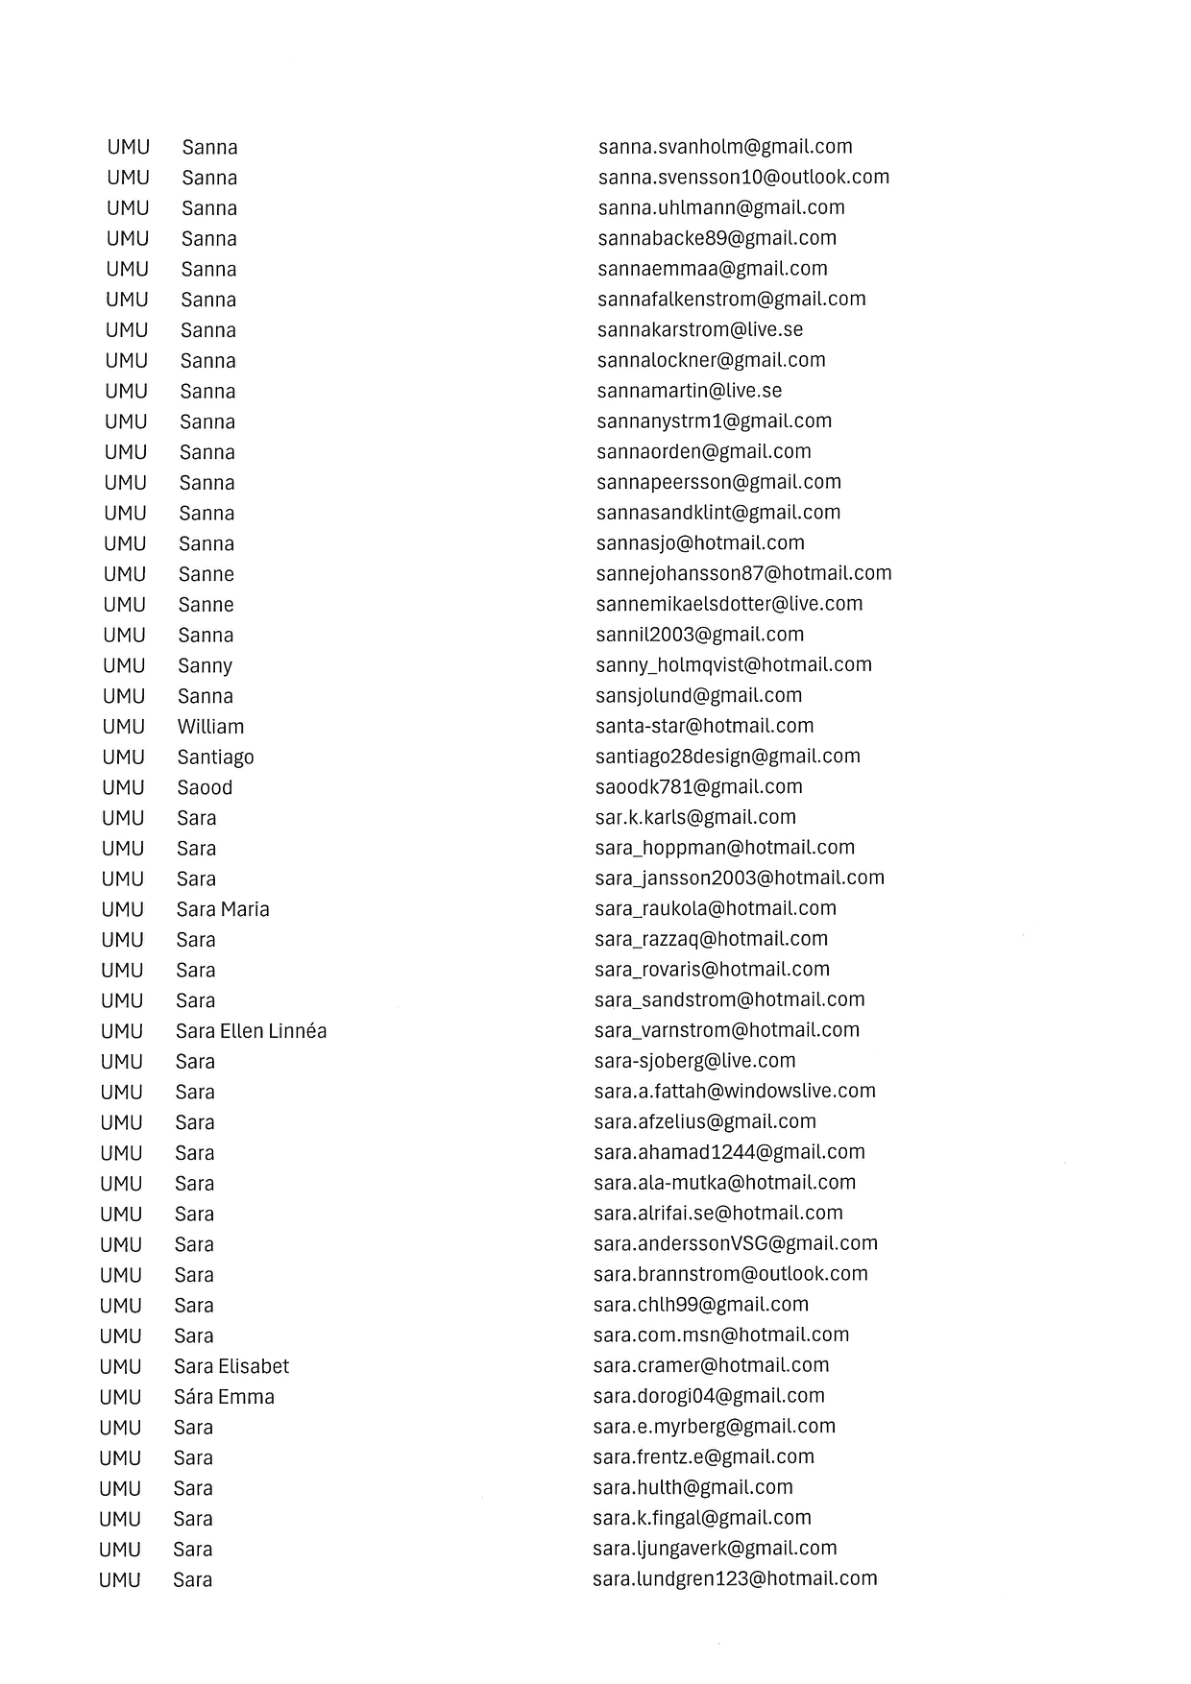 UMU Sanna sanna.svanholm@gmail.com
UMU Sanna sanna.svensson10@outlook.com
UMU Sanna sanna.uhlmann@gmail.com
UMU Sanna sannabacke89@gmail.com
UMU Sanna sannaemmaa@gmail.com
UMU Sanna sannafalkenstrom@gmail.com
UMU Sanna sannakarstrom@live.se
UMU Sanna sannalockner@gmail.com
UMU Sanna sannamartin@live.se
UMU Sanna sannanystrm1@gmail.com
UMU Sanna sannaorden@gmail.com
UMU Sanna sannapeersson@gmail.com
UMU Sanna sannasandklint@gmail.com
UMU Sanna sannasjo@hotmail.com
UMU Sanne sannejohansson87@hotmail.com
UMU Sanne sannemikaelsdotter@live.com
UMU Sanna sannil2003@gmail.com
UMU Sanny sanny_holmqvist@hotmail.com
UMU Sanna sansjolund@gmail.com
UMU William santa-star@hotmail.com
UMU Santiago santiago28design@gmail.com
UMU Saood saoodk781@gmail.com
UMU Sara sar.k.karls@gmail.com
UMU Sara sara_hoppman@hotmail.com
UMU Sara sara_jansson2003@hotmail.com
UMU Sara Maria sara_raukola@hotmail.com
UMU Sara sara_razzaq@hotmail.com
UMU Sara sara_rovaris@hotmail.com
UMU Sara sara_sandstrom@hotmail.com
UMU Sara Ellen Linnéa sara_varnstrom@hotmail.com
UMU Sara sara-sjoberg@live.com
UMU Sara sara.a.fattah@windowslive.com
UMU Sara sara.afzelius@gmail.com
UMU Sara sara.ahamad1244@gmail.com
UMU Sara sara.ala-mutka@hotmail.com
UMU Sara sara.alrifai.se@hotmail.com
UMU Sara sara.anderssonVSG@gmail.com
UMU Sara sara.brannstrom@outlook.com
UMU Sara sara.chlh99@gmail.com
UMU Sara sara.com.msn@hotmail.com
UMU Sara Elisabet sara.cramer@hotmail.com
UMU Sára Emma sara.dorogi04@gmail.com
UMU Sara sara.e.myrberg@gmail.com
UMU Sara sara.frentz.e@gmail.com
UMU Sara sara.hulth@gmail.com
UMU Sara sara.k.fingal@gmail.com
UMU Sara sara.ljungaverk@gmail.com
UMU Sara sara.lundgren123@hotmail.com